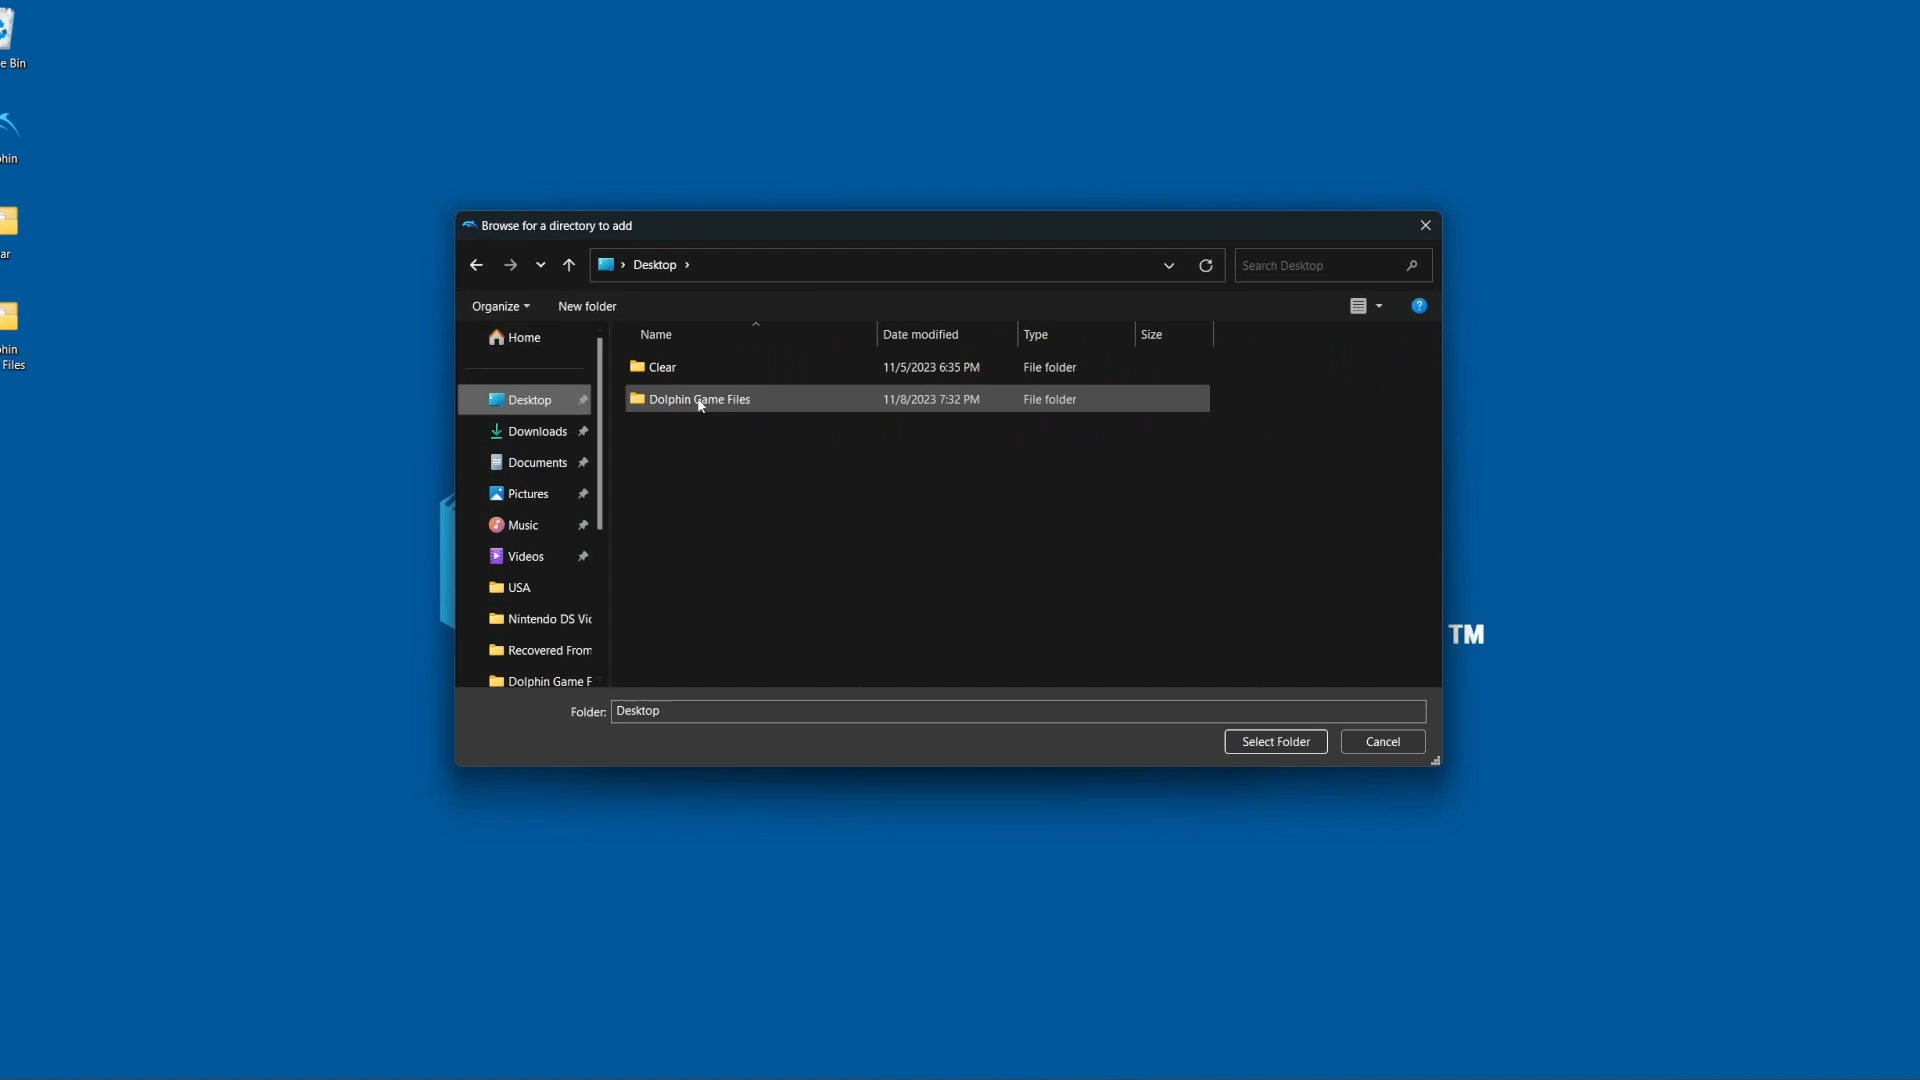 e Bin
phin
ar
phin
Files
Browse for a directory to add
Desktop
Search Desktop
Organize
New folder
Home
Desktop
Downloads
Documents
Pictures
Music
Videos
USA
Nintendo DS Vic
Recovered From
Dolphin Game F
Name Date modified Type Size
Clear 11/5/2023 6:35 PM File folder
Dolphin Game Files 11/8/2023 7:32 PM File folder
Folder: Desktop
Select Folder
Cancel
TM